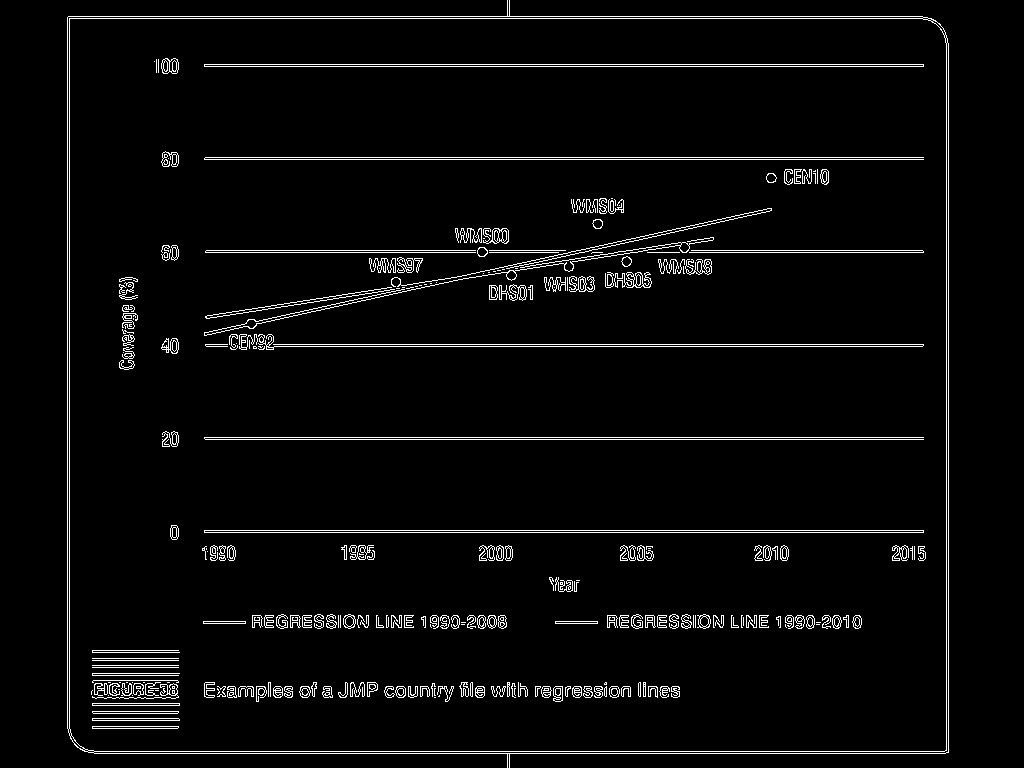 100
80
CEN10
WMS04
WMS00
60
WMS97
WMS08
DHS05
WHS03
DHS01
Coverage (%)
CEN92
40
20
0
1990 1995 2000 2005 2010 2015
Year
REGRESSION LINE 1990-2008 REGRESSION LINE 1990-2010
FIGURE 38 Examples of a JMP country file with regression lines